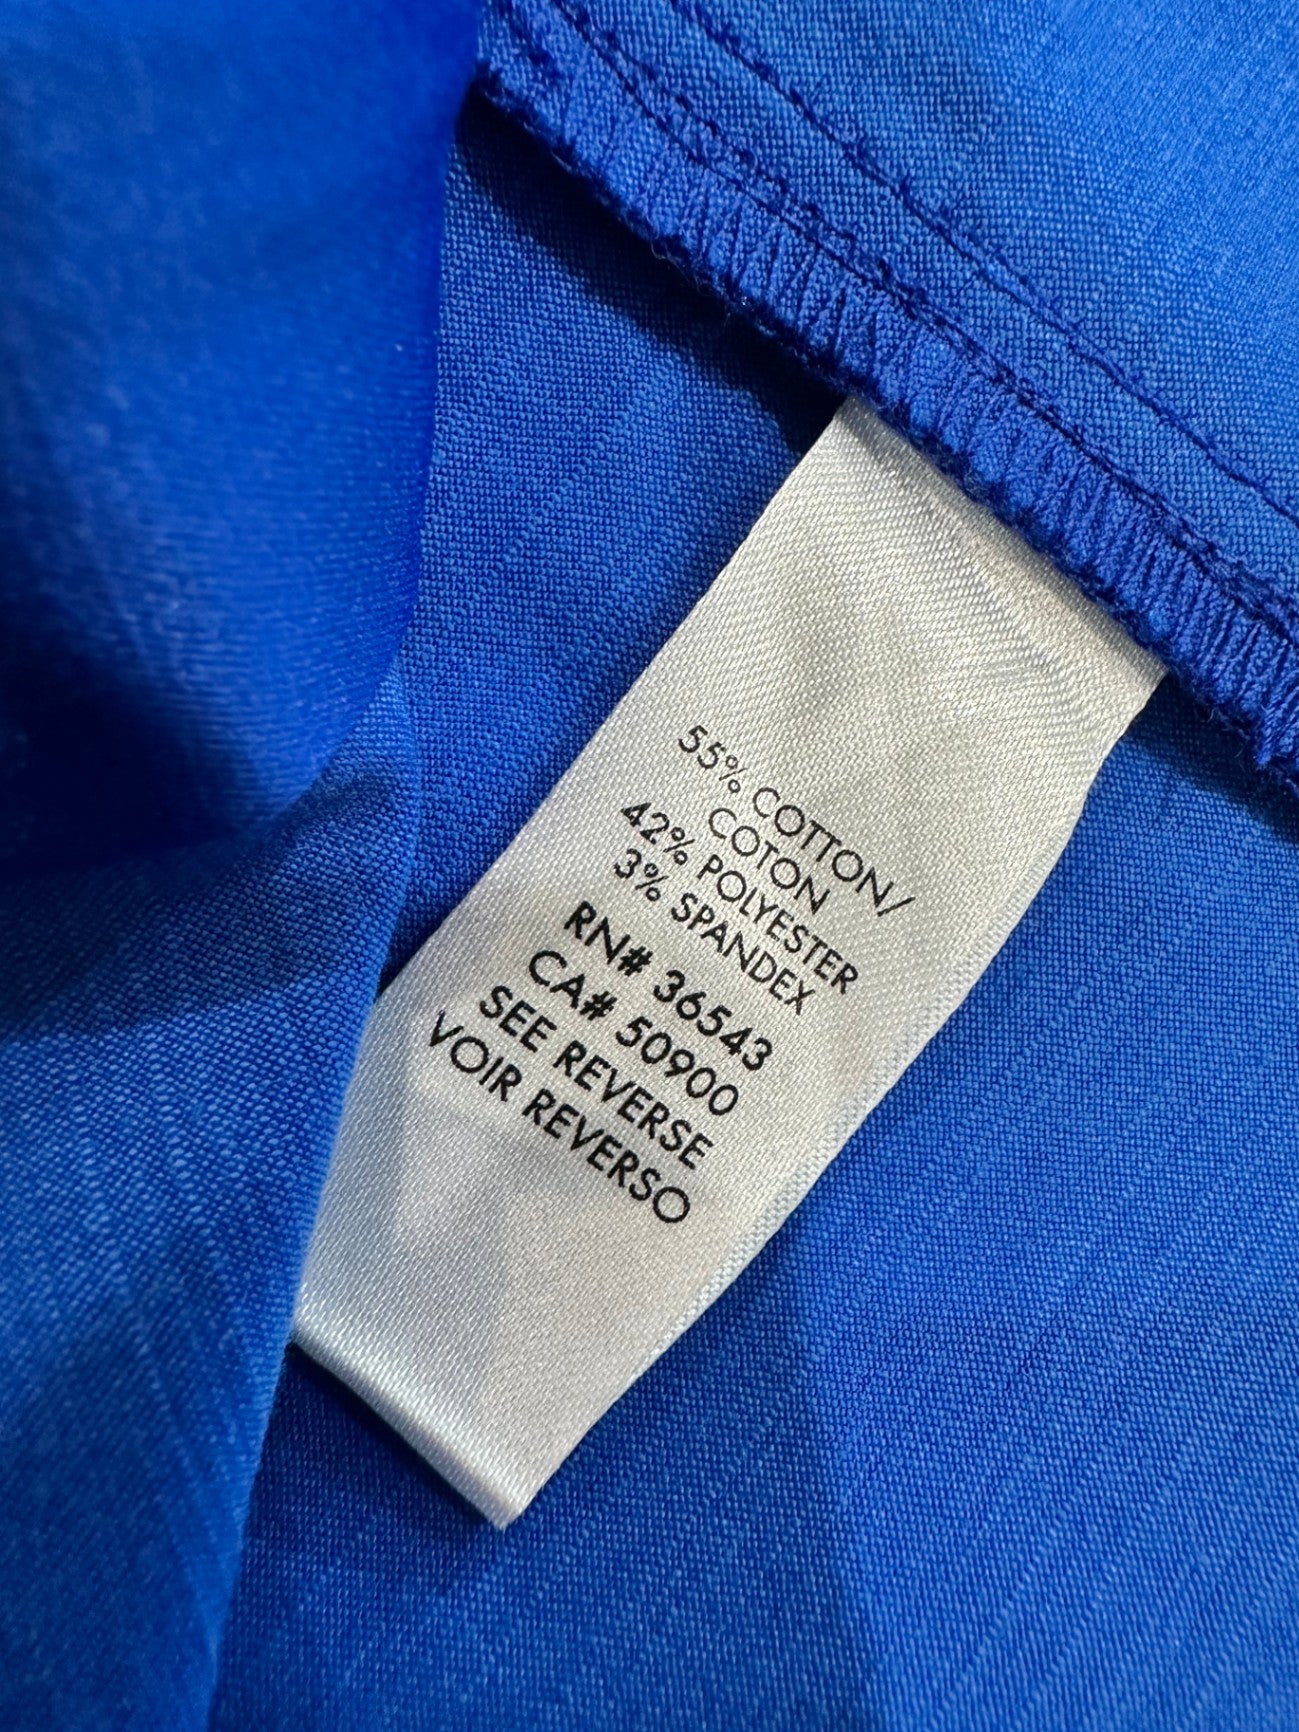 55% COTTON/
COTON
42% POLYESTER
3% SPANDEX
RN# 36543
CA# 50900
SEE REVERSE
VOIR REVERSO